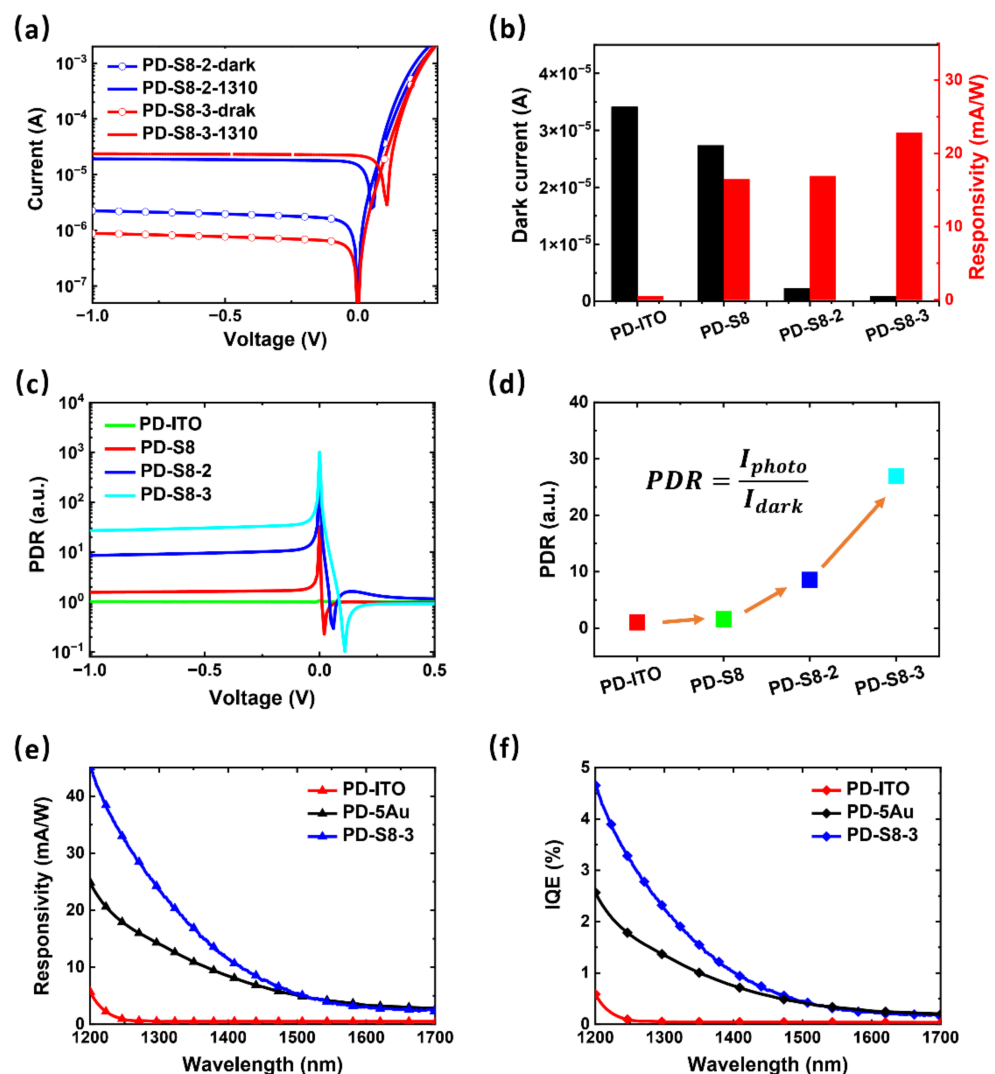 (a)
Current (A)
10⁻³
10⁻⁴
10⁻⁵
10⁻⁶
10⁻⁷
PD-S8-2-dark
PD-S8-2-1310
PD-S8-3-drak
PD-S8-3-1310
−1.0
−0.5
0.0
Voltage (V)
(b)
Dark current (A)
4×10⁻⁵
3×10⁻⁵
2×10⁻⁵
1×10⁻⁵
0
30
20
10
0
Responsivity (mA/W)
PD-ITO
PD-S8
PD-S8-2
PD-S8-3
(c)
PDR (a.u.)
10⁴
10³
10²
10¹
10⁰
10⁻¹
PD-ITO
PD-S8
PD-S8-2
PD-S8-3
−1.0
−0.5
0.0
0.5
Voltage (V)
(d)
PDR (a.u.)
40
30
20
10
0
PDR = I_photo / I_dark
PD-ITO
PD-S8
PD-S8-2
PD-S8-3
(e)
Responsivity (mA/W)
40
30
20
10
0
PD-ITO
PD-5Au
PD-S8-3
1200
1300
1400
1500
1600
1700
Wavelength (nm)
(f)
IQE (%)
5
4
3
2
1
0
PD-ITO
PD-5Au
PD-S8-3
1200
1300
1400
1500
1600
1700
Wavelength (nm)